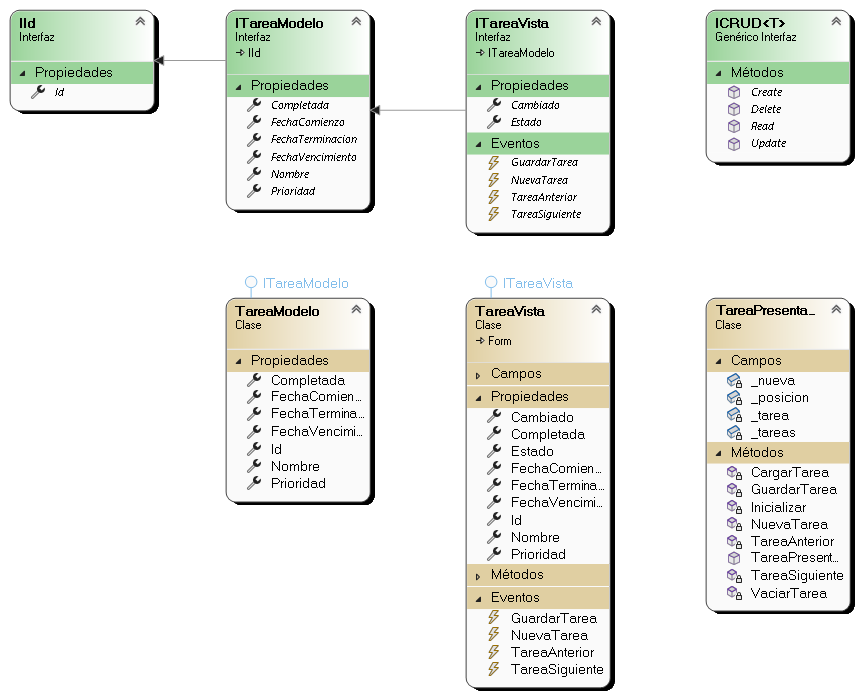 IId
Interfaz
Propiedades
Id
ITareaModelo
Interfaz
IId
Propiedades
Completada
FechaComienzo
FechaTerminacion
FechaVencimiento
Nombre
Prioridad
ITareaVista
Interfaz
ITareaModelo
Propiedades
Cambiado
Estado
Eventos
GuardarTarea
NuevaTarea
TareaAnterior
TareaSiguiente
ICRUD<T>
Genérico Interfaz
Métodos
Create
Delete
Read
Update
ITareaModelo
TareaModelo
Clase
Propiedades
Completada
FechaComien...
FechaTermina...
FechaVencimi...
Id
Nombre
Prioridad
ITareaVista
TareaVista
Clase
Form
Campos
Propiedades
Cambiado
Completada
Estado
FechaComien...
FechaTermina...
FechaVencimi...
Id
Nombre
Prioridad
Métodos
Eventos
GuardarTarea
NuevaTarea
TareaAnterior
TareaSiguiente
TareaPresenta...
Clase
Campos
_nueva
_posicion
_tarea
_tareas
Métodos
CargarTarea
GuardarTarea
Inicializar
NuevaTarea
TareaAnterior
TareaPresent...
TareaSiguiente
VaciarTarea